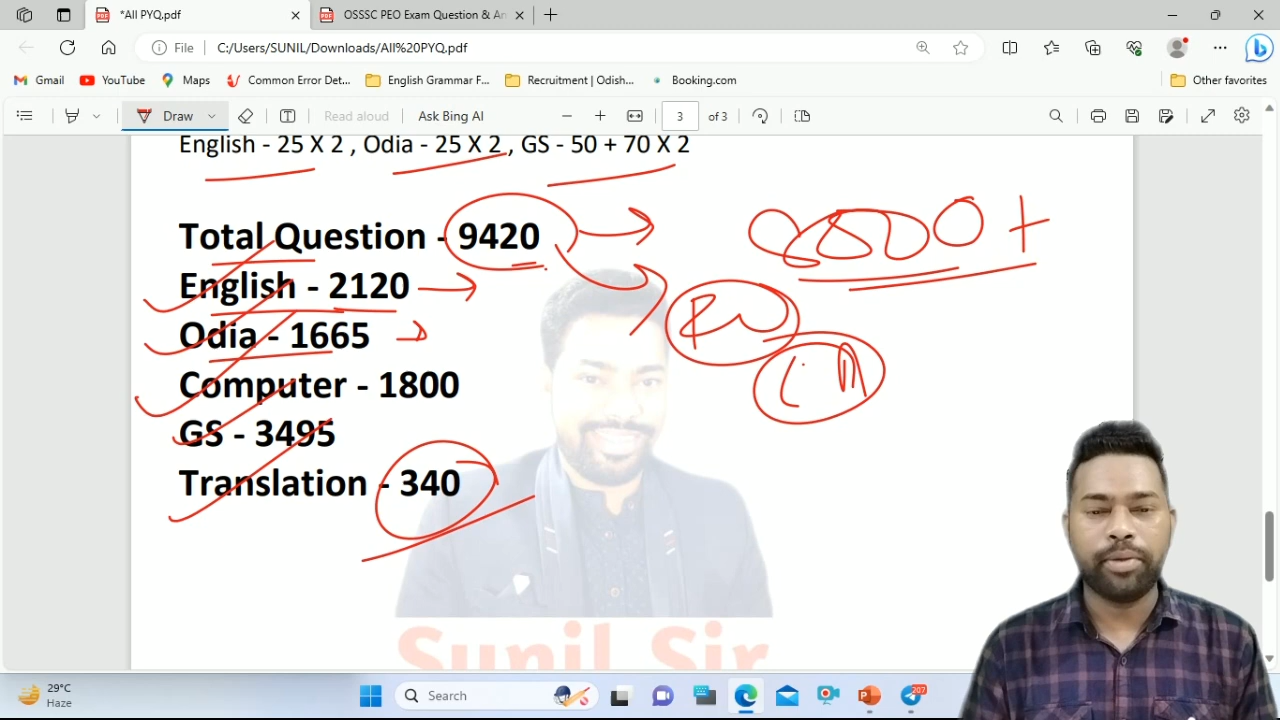 *All PYQ.pdf
OSSSC PEO Exam Question & An
File
C:/Users/SUNIL/Downloads/All%20PYQ.pdf
Gmail
YouTube
Maps
Common Error Det...
English Grammar F...
Recruitment | Odish...
Booking.com
Other favorites
Draw
Read aloud
Ask Bing AI
3
of 3
English - 25 X 2 , Odia - 25 X 2 , GS - 50 + 70 X 2
Total Question - 9420
English - 2120
Odia - 1665
Computer - 1800
GS - 3495
Translation - 340
Sunil Sir
29°C
Haze
Search
207